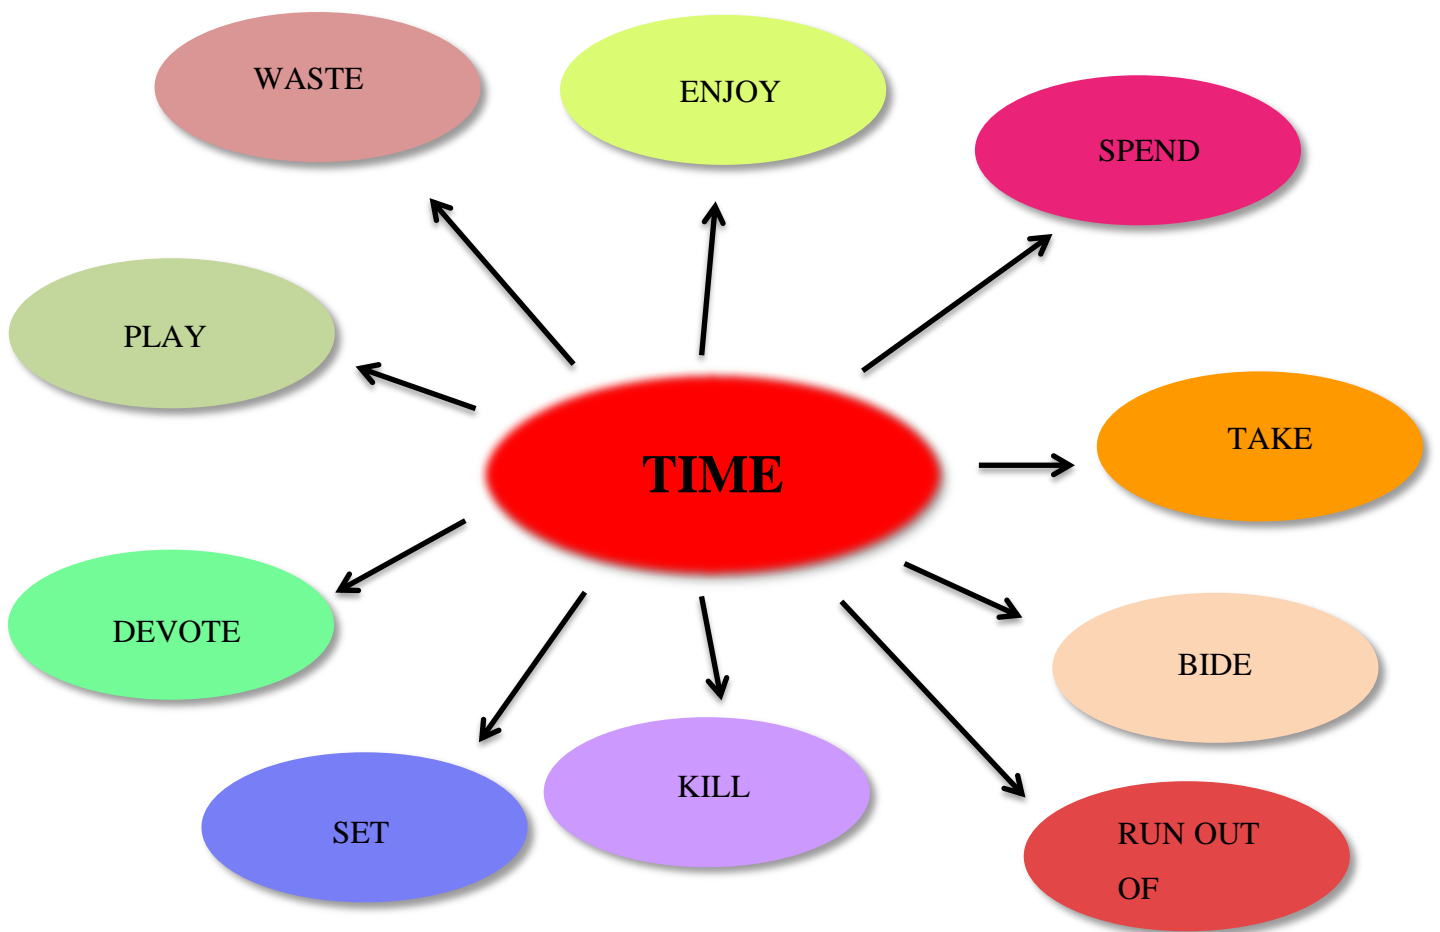 WASTE
ENJOY
SPEND
PLAY
TIME
TAKE
DEVOTE
BIDE
SET
KILL
RUN OUT
OF